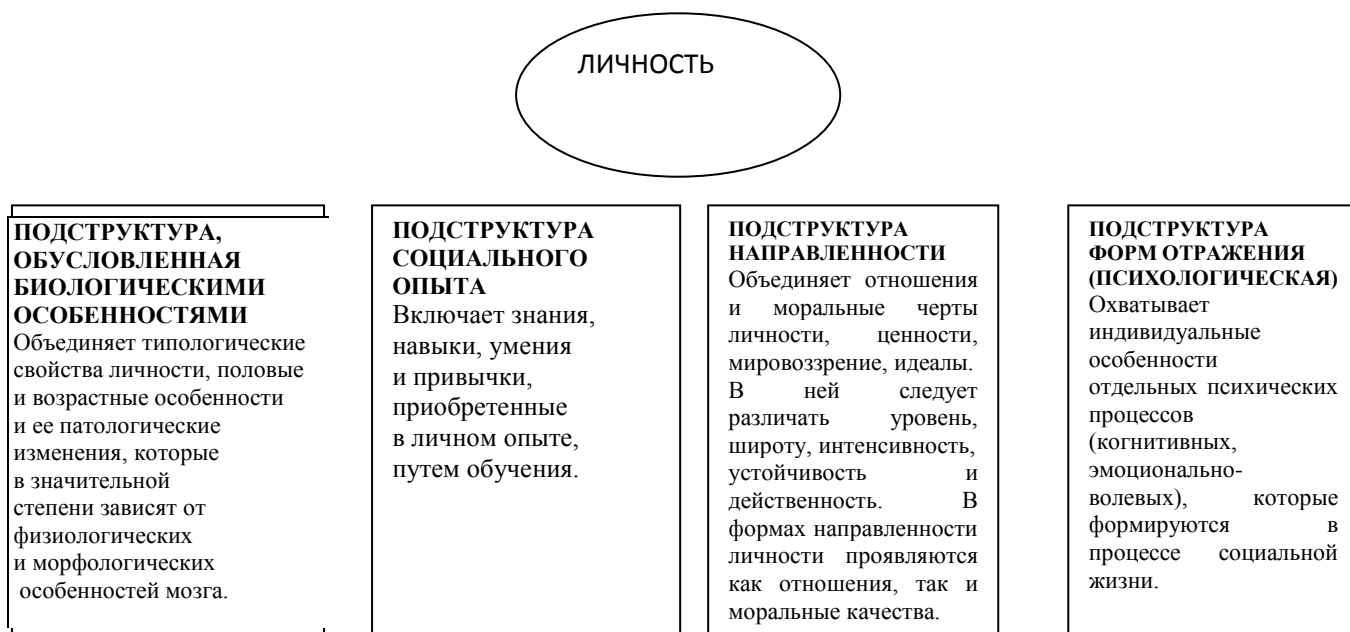 ЛИЧНОСТЬ
ПОДСТРУКТУРА,
ОБУСЛОВЛЕННАЯ
БИОЛОГИЧЕСКИМИ
ОСОБЕННОСТЯМИ
Объединяет типологические
свойства личности, половые
и возрастные особенности
и ее патологические
изменения, которые
в значительной
степени зависят от
физиологических
и морфологических
особенностей мозга.
ПОДСТРУКТУРА
СОЦИАЛЬНОГО
ОПЫТА
Включает знания,
навыки, умения
и привычки,
приобретенные
в личном опыте,
путем обучения.
ПОДСТРУКТУРА
НАПРАВЛЕННОСТИ
Объединяет отношения
и моральные черты
личности, ценности,
мировоззрение, идеалы.
В ней следует
различать уровень,
широту, интенсивность,
устойчивость и
действенность. В
формах направленности
личности проявляются
как отношения, так и
моральные качества.
ПОДСТРУКТУРА
ФОРМ ОТРАЖЕНИЯ
(ПСИХОЛОГИЧЕСКАЯ)
Охватывает
индивидуальные
особенности
отдельных психических
процессов
(когнитивных,
эмоционально-
волевых), которые
формируются в
процессе социальной
жизни.